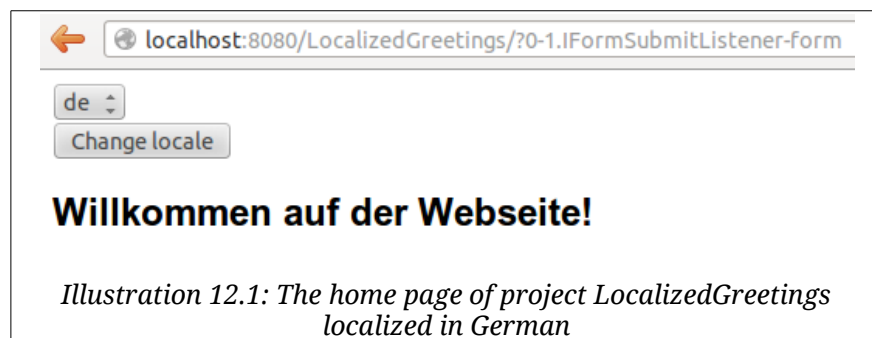 localhost:8080/LocalizedGreetings/?0-1.IFormSubmitListener-form
de
Change locale
Willkommen auf der Webseite!
Illustration 12.1: The home page of project LocalizedGreetings
localized in German